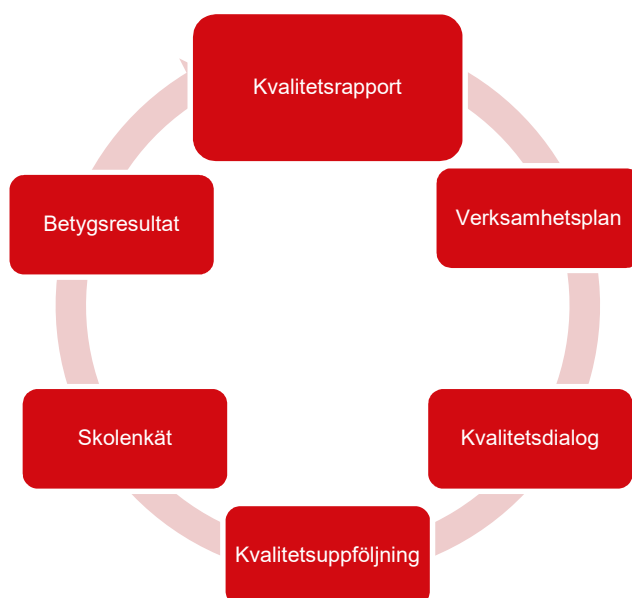 Kvalitetsrapport
Verksamhetsplan
Kvalitetsdialog
Kvalitetsuppföljning
Skolenkät
Betygsresultat